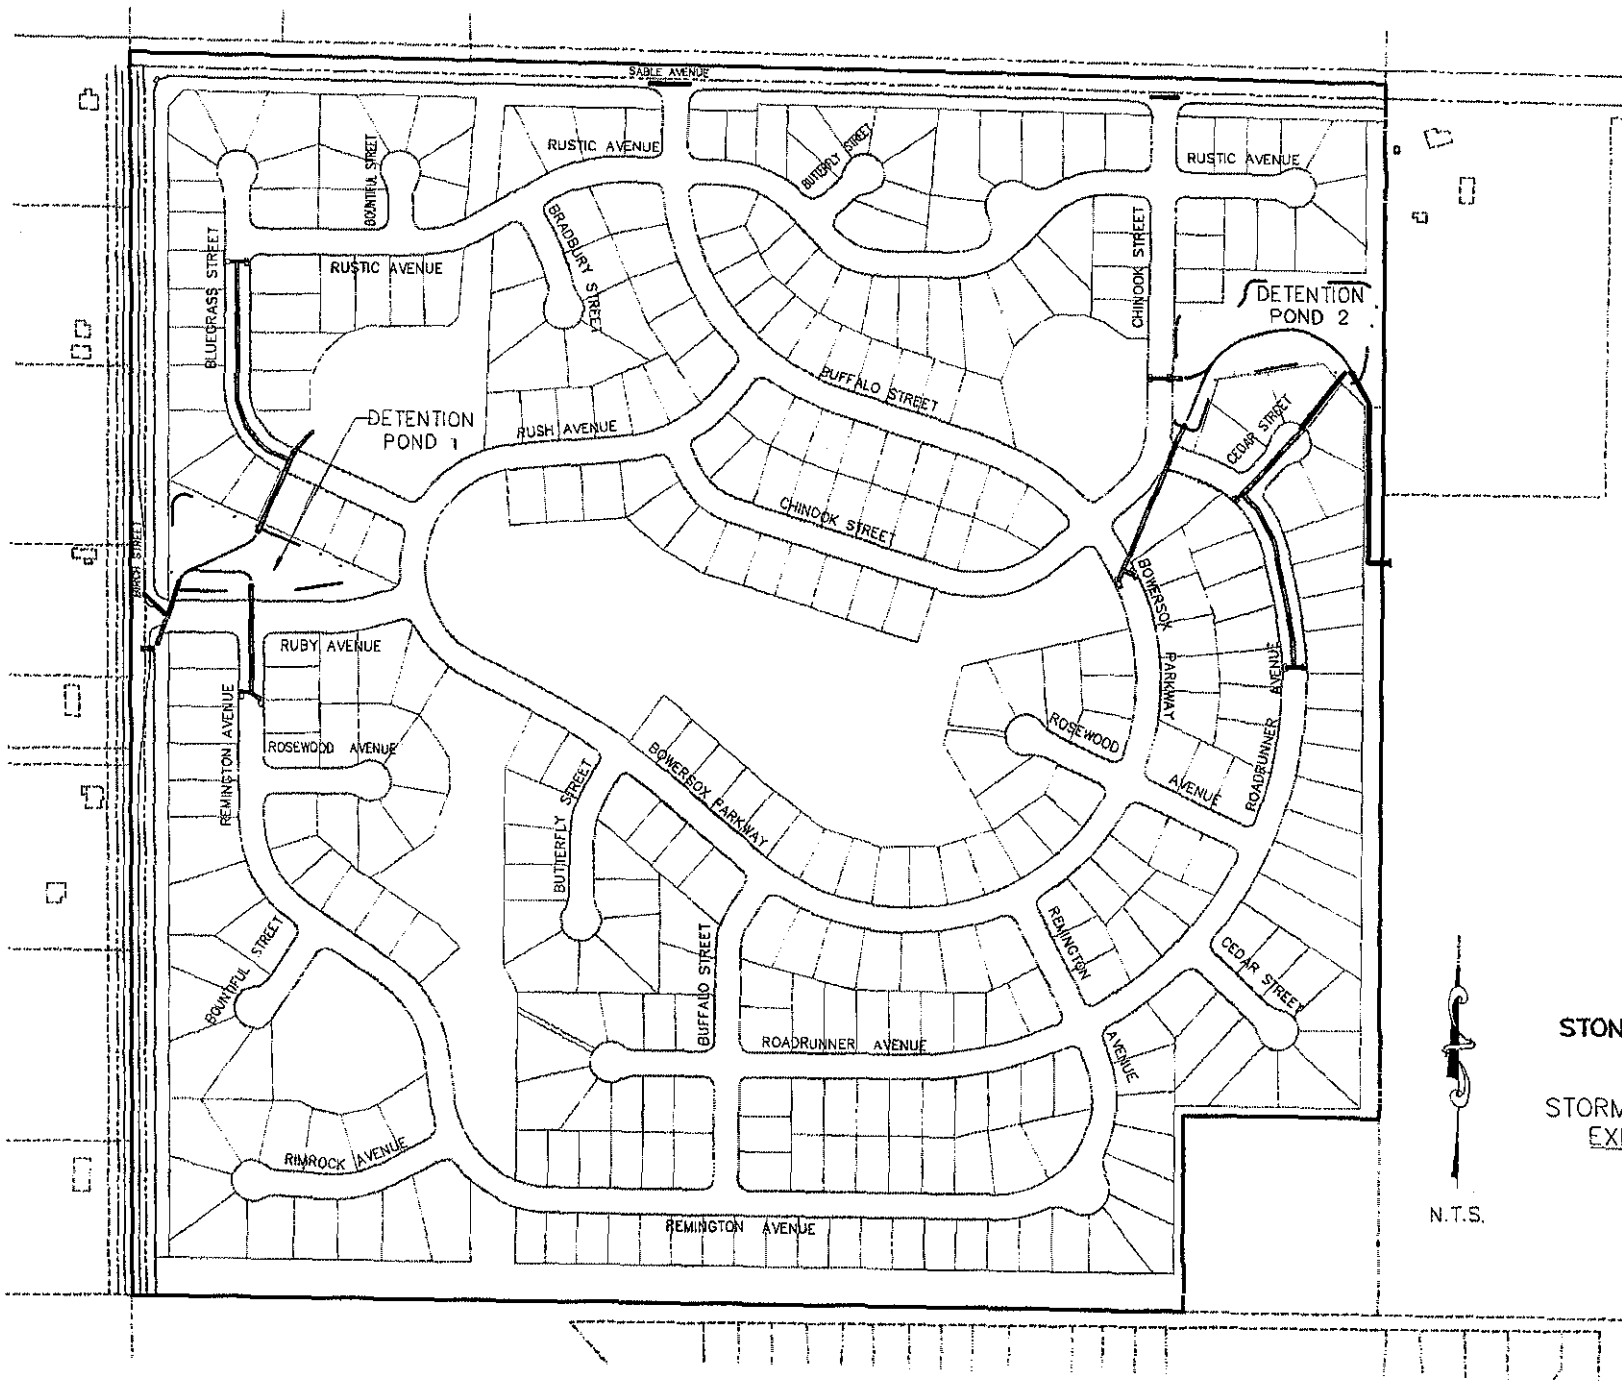 SABLE AVENUE
RUSTIC AVENUE
BUTTERFLY STREET
RUSTIC AVENUE
BOUNTIFUL STREET
BRADBURY STREET
BLUEGRASS STREET
RUSTIC AVENUE
CHINOOK STREET
DETENTION
POND 2
BUFFALO STREET
DETENTION
POND 1
RUSH AVENUE
CEDAR STREET
CHINOOK STREET
BIRCH STREET
BOWERSOX
PARKWAY
RUBY AVENUE
REMINGTON AVENUE
ROADRUNNER AVENUE
ROSEWOOD
AVENUE
ROSEWOOD AVENUE
BOWERSOX PARKWAY
BUTTERFLY STREET
BOUNTIFUL STREET
BUFFALO STREET
REMINGTON
AVENUE
CEDAR STREET
ROADRUNNER AVENUE
STON
STORM
EX
RIMROCK AVENUE
REMINGTON AVENUE
N.T.S.